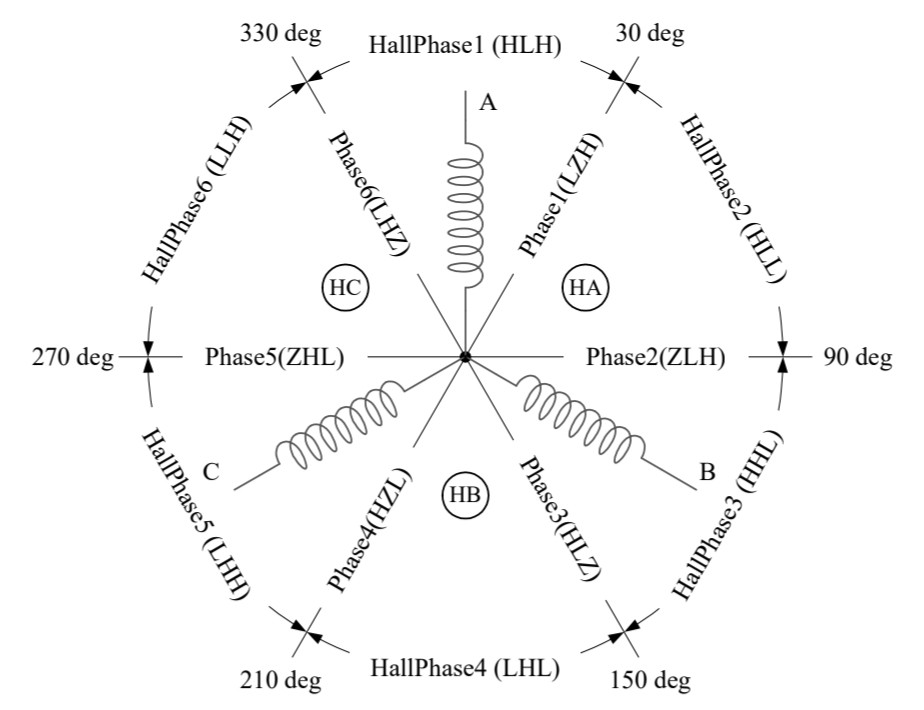 330 deg
HallPhase1 (HLH)
30 deg
A
HallPhase6 (LLH)
Phase6(LHZ)
Phase1(LZH)
HallPhase2 (HLL)
HC
HA
270 deg
Phase5(ZHL)
Phase2(ZLH)
90 deg
C
B
HallPhase5 (LHH)
Phase4(HZL)
HB
Phase3(HLZ)
HallPhase3 (HHL)
210 deg
HallPhase4 (LHL)
150 deg